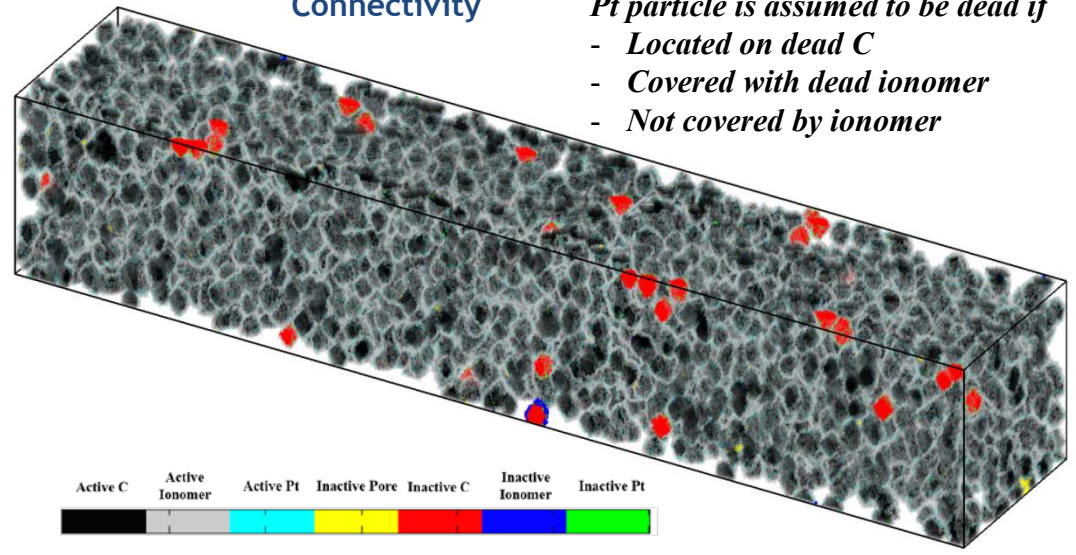 Connectivity
Pt particle is assumed to be dead if
- Located on dead C
- Covered with dead ionomer
- Not covered by ionomer
Active C
Active Ionomer
Active Pt
Inactive Pore
Inactive C
Inactive Ionomer
Inactive Pt